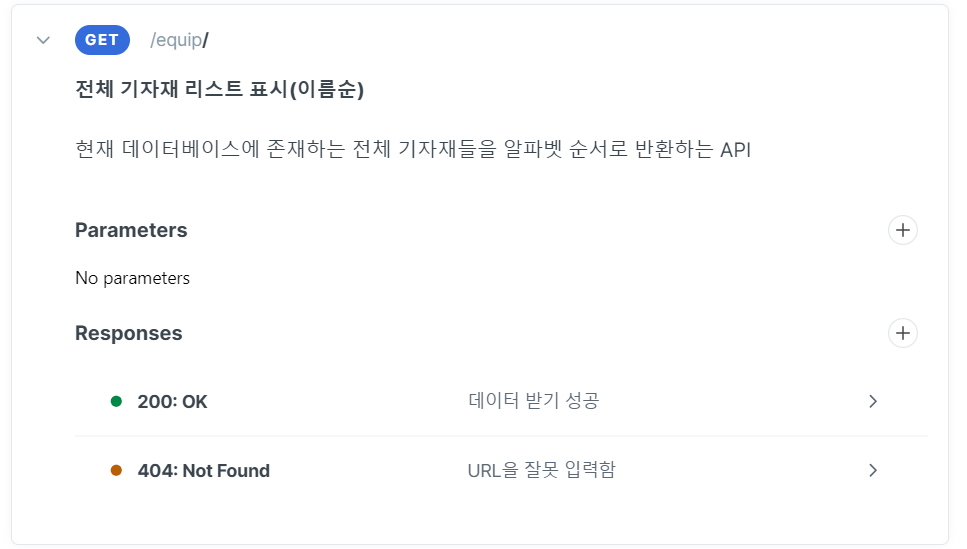 GET /equip/
전체 기자재 리스트 표시(이름순)
현재 데이터베이스에 존재하는 전체 기자재들을 알파벳 순서로 반환하는 API
Parameters
No parameters
Responses
200: OK 데이터 받기 성공
404: Not Found URL을 잘못 입력함